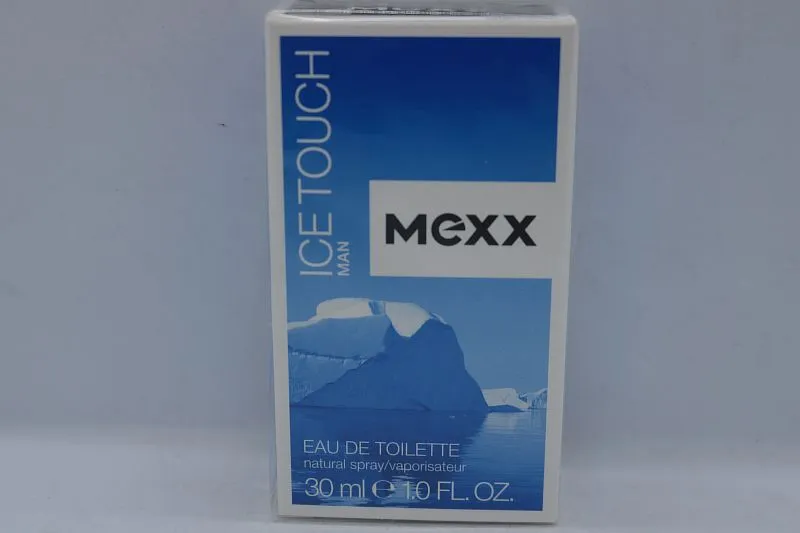 ICE TOUCH
MAN
Mexx
EAU DE TOILETTE
natural spray/vaporisateur
30 ml ℮ 1.0 FL. OZ.